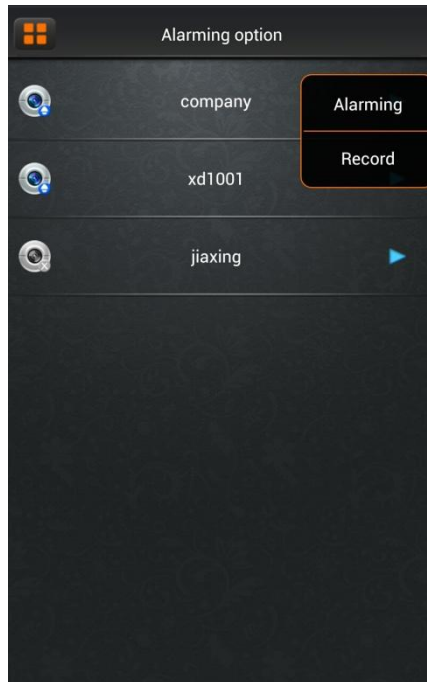 Alarming option
company
Alarming
xd1001
Record
jiaxing